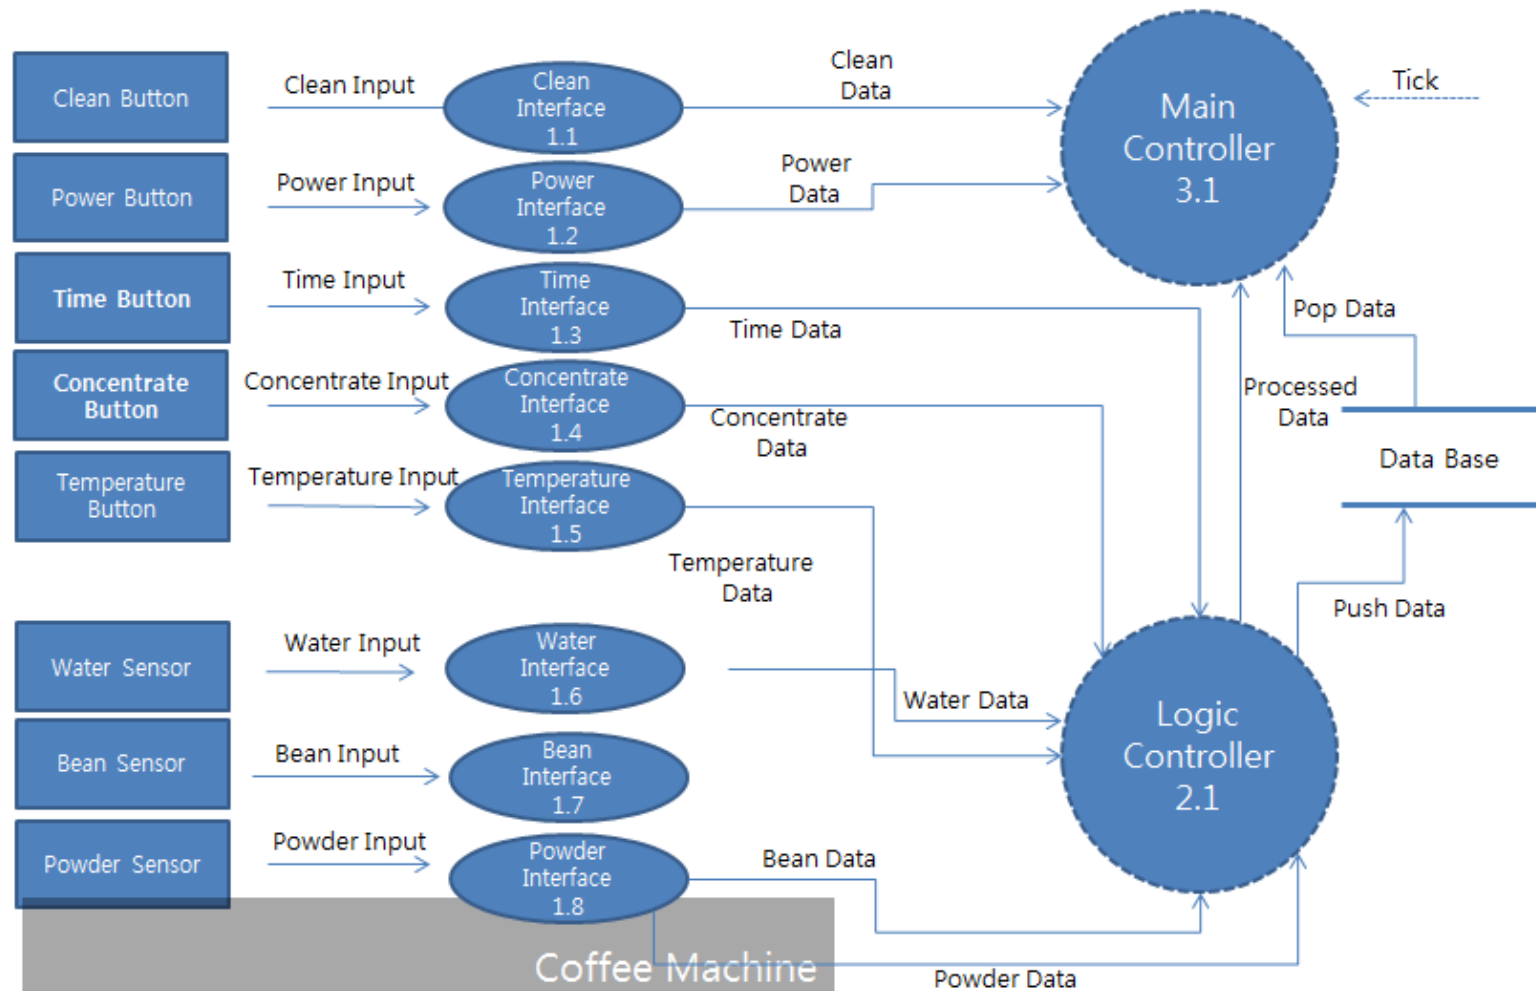 Clean Button
Clean Input
Clean
Interface
1.1
Clean
Data
Main
Controller
3.1
Tick
Power Button
Power Input
Power
Interface
1.2
Power
Data
Time Button
Time Input
Time
Interface
1.3
Time Data
Pop Data
Concentrate
Button
Concentrate Input
Concentrate
Interface
1.4
Concentrate
Data
Processed
Data
Data Base
Temperature
Button
Temperature Input
Temperature
Interface
1.5
Temperature
Data
Push Data
Water Sensor
Water Input
Water
Interface
1.6
Water Data
Logic
Controller
2.1
Bean Sensor
Bean Input
Bean
Interface
1.7
Bean Data
Powder Sensor
Powder Input
Powder
Interface
1.8
Powder Data
Coffee Machine